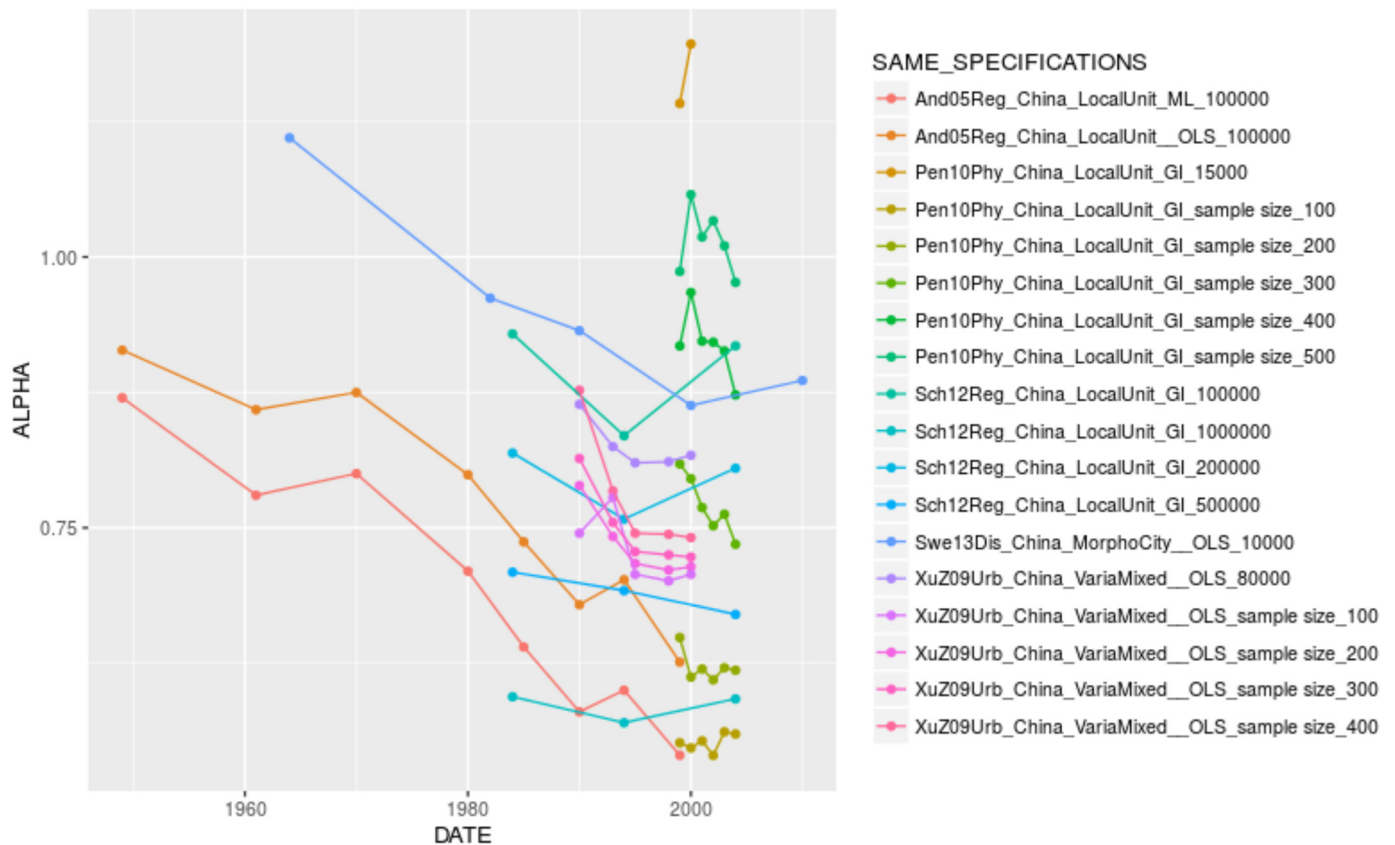 SAME_SPECIFICATIONS
And05Reg_China_LocalUnit_ML_100000
And05Reg_China_LocalUnit__OLS_100000
Pen10Phy_China_LocalUnit_GI_15000
Pen10Phy_China_LocalUnit_GI_sample size_100
Pen10Phy_China_LocalUnit_GI_sample size_200
Pen10Phy_China_LocalUnit_GI_sample size_300
Pen10Phy_China_LocalUnit_GI_sample size_400
Pen10Phy_China_LocalUnit_GI_sample size_500
Sch12Reg_China_LocalUnit_GI_100000
Sch12Reg_China_LocalUnit_GI_1000000
Sch12Reg_China_LocalUnit_GI_200000
Sch12Reg_China_LocalUnit_GI_500000
Swe13Dis_China_MorphoCity__OLS_10000
XuZ09Urb_China_VariaMixed__OLS_80000
XuZ09Urb_China_VariaMixed__OLS_sample size_100
XuZ09Urb_China_VariaMixed__OLS_sample size_200
XuZ09Urb_China_VariaMixed__OLS_sample size_300
XuZ09Urb_China_VariaMixed__OLS_sample size_400
ALPHA
1.00
0.75
1960
1980
2000
DATE